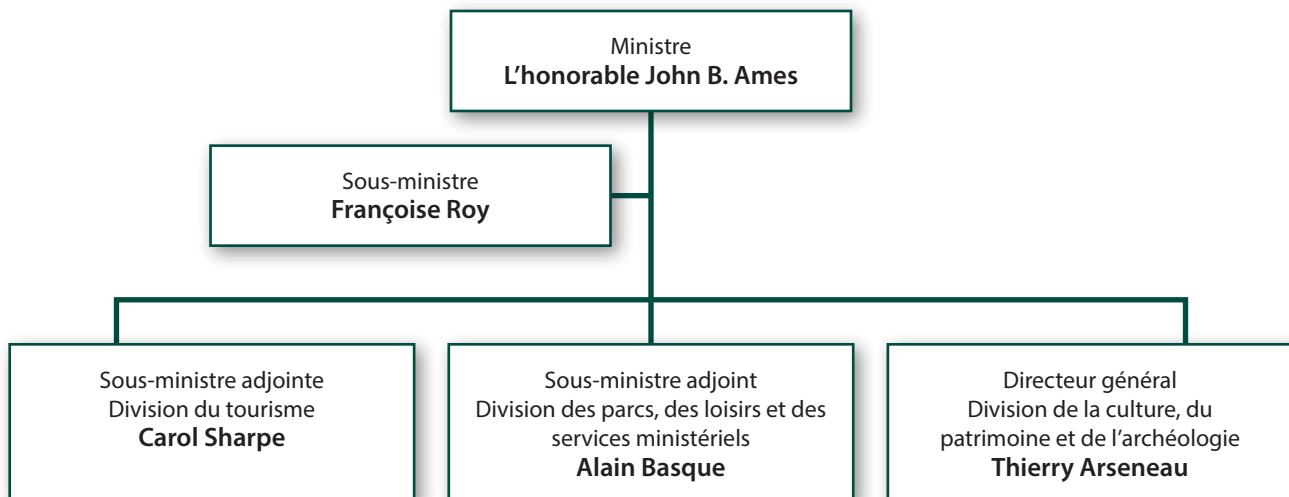 Ministre
L’honorable John B. Ames
Sous-ministre
Françoise Roy
Sous-ministre adjointe
Division du tourisme
Carol Sharpe
Sous-ministre adjoint
Division des parcs, des loisirs et des
services ministériels
Alain Basque
Directeur général
Division de la culture, du
patrimoine et de l’archéologie
Thierry Arseneau